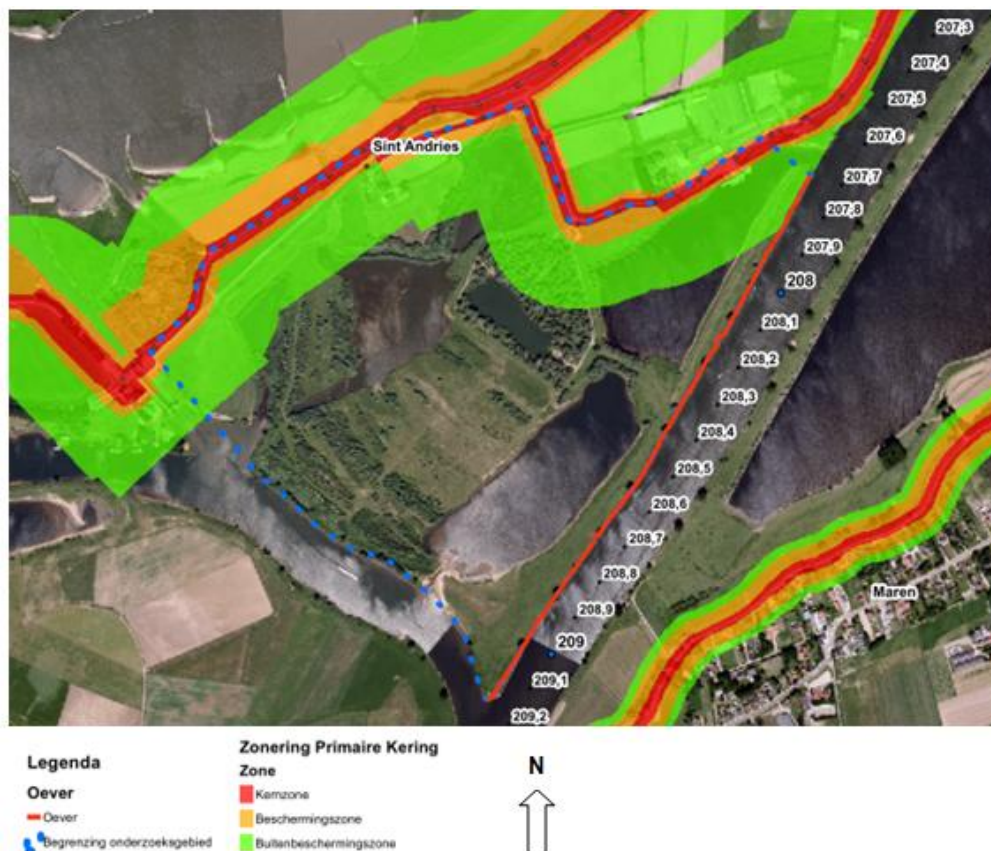 207,3
207,4
207,5
207,6
207,7
207,8
207,9
208
208,1
208,2
208,3
208,4
208,5
208,6
208,7
208,8
208,9
209
209,1
209,2
Sint Andries
Maren
Legenda
Oever
Oever
Begrenzing onderzoeksgebied
Zonering Primaire Kering
Zone
Kernzone
Beschermingszone
Buitenbeschermingszone
N